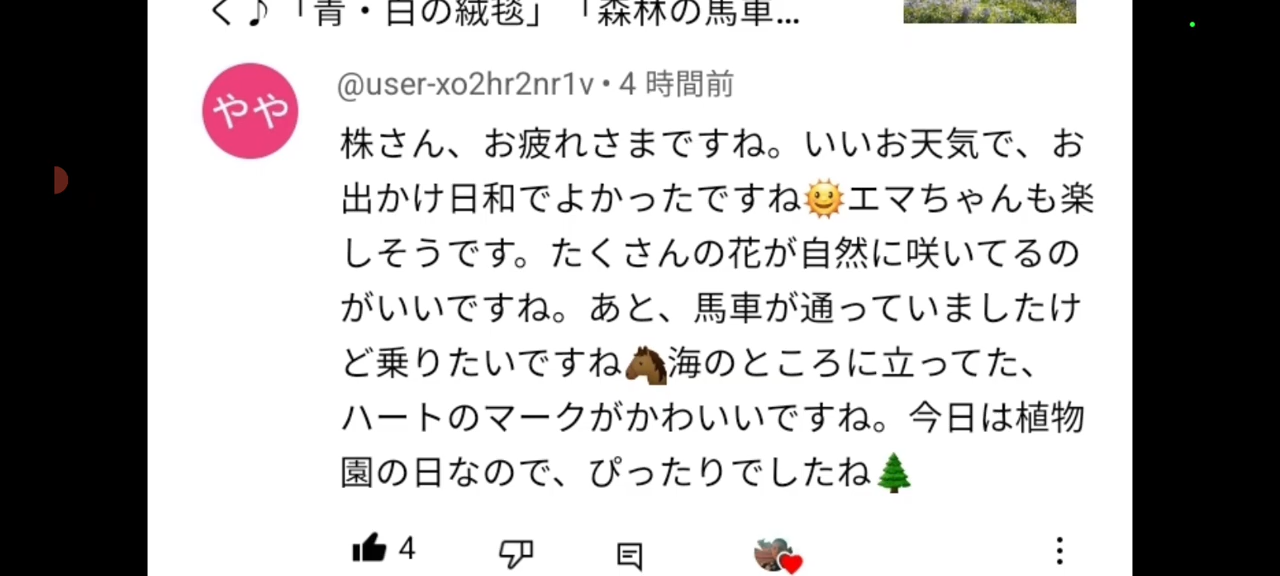 く♪「青・白の絨毯」「森林の馬車...
やや
@user-xo2hr2nr1v • 4 時間前
株さん、お疲れさまですね。いいお天気で、お
出かけ日和でよかったですね🌞エマちゃんも楽
しそうです。たくさんの花が自然に咲いてるの
がいいですね。あと、馬車が通っていましたけ
ど乗りたいですね🐴海のところに立ってた、
ハートのマークがかわいいですね。今日は植物
園の日なので、ぴったりでしたね🌲
4